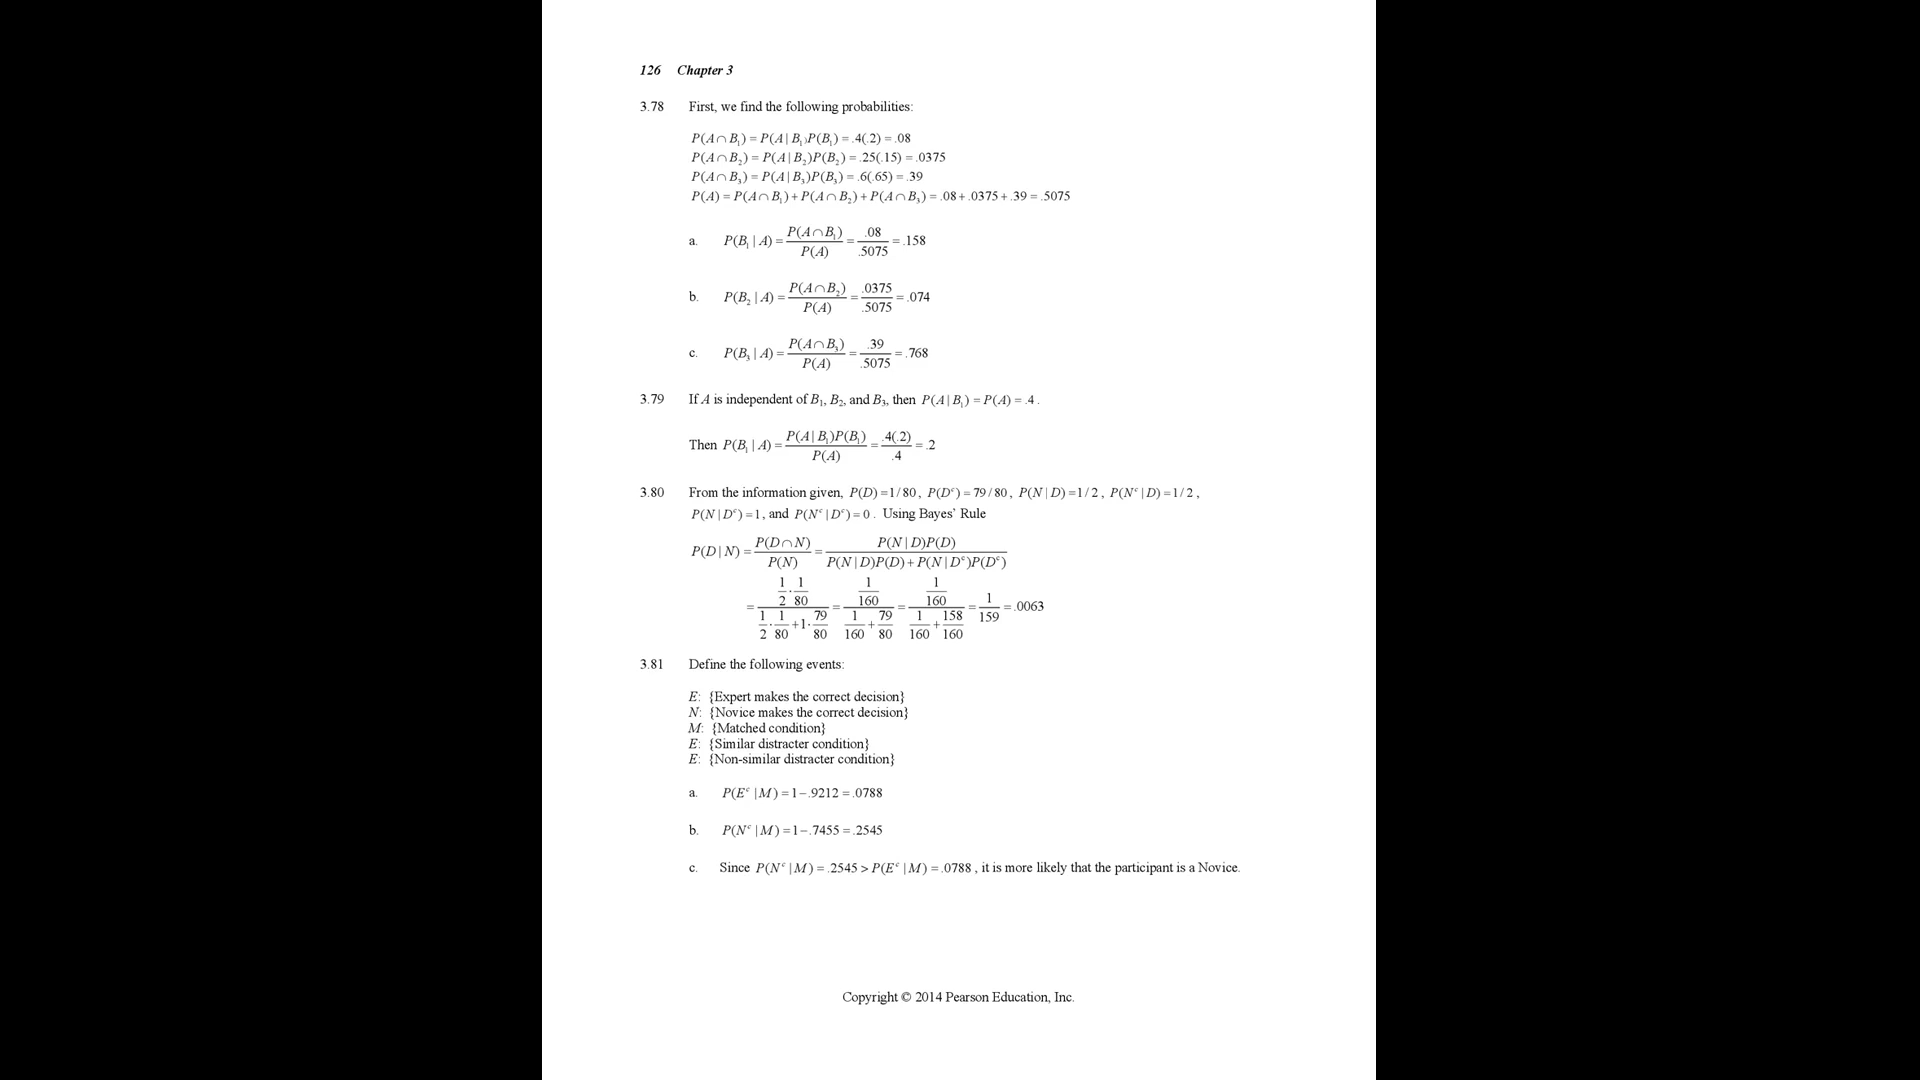 126 Chapter 3
3.78 First, we find the following probabilities:
P(A∩B₁) = P(A | B₁)P(B₁) = .4(.2) = .08
P(A∩B₂) = P(A | B₂)P(B₂) = .25(.15) = .0375
P(A∩B₃) = P(A | B₃)P(B₃) = .6(.65) = .39
P(A) = P(A∩B₁) + P(A∩B₂) + P(A∩B₃) = .08 + .0375 + .39 = .5075
a. P(B₁ | A) = P(A∩B₁)/P(A) = .08/.5075 = .158
b. P(B₂ | A) = P(A∩B₂)/P(A) = .0375/.5075 = .074
c. P(B₃ | A) = P(A∩B₃)/P(A) = .39/.5075 = .768
3.79 If A is independent of B₁, B₂, and B₃, then P(A | B₁) = P(A) = .4 .
Then P(B₁ | A) = P(A | B₁)P(B₁)/P(A) = .4(.2)/.4 = .2
3.80 From the information given, P(D) = 1/80, P(Dᶜ) = 79/80, P(N | D) = 1/2, P(Nᶜ | D) = 1/2,
P(N | Dᶜ) = 1, and P(Nᶜ | Dᶜ) = 0. Using Bayes’ Rule
P(D | N) = P(D∩N)/P(N) = P(N | D)P(D)/(P(N | D)P(D) + P(N | Dᶜ)P(Dᶜ))
= (1/2 · 1/80)/(1/2 · 1/80 + 1 · 79/80) = (1/160)/(1/160 + 79/80) = (1/160)/(1/160 + 158/160) = 1/159 = .0063
3.81 Define the following events:
E: {Expert makes the correct decision}
N: {Novice makes the correct decision}
M: {Matched condition}
E: {Similar distracter condition}
E: {Non-similar distracter condition}
a. P(Eᶜ | M) = 1 − .9212 = .0788
b. P(Nᶜ | M) = 1 − .7455 = .2545
c. Since P(Nᶜ | M) = .2545 > P(Eᶜ | M) = .0788, it is more likely that the participant is a Novice.
Copyright © 2014 Pearson Education, Inc.